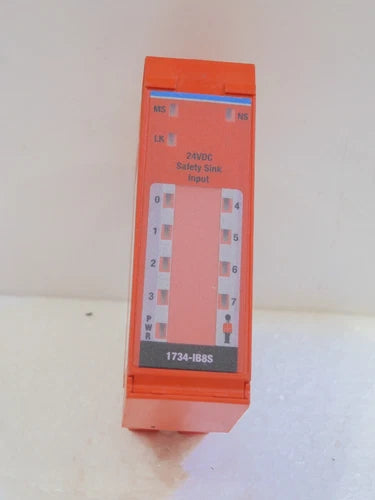 MS NS
LK
24VDC
Safety Sink
Input
0 4
1 5
2 6
3 7
PWR
1734-IB8S